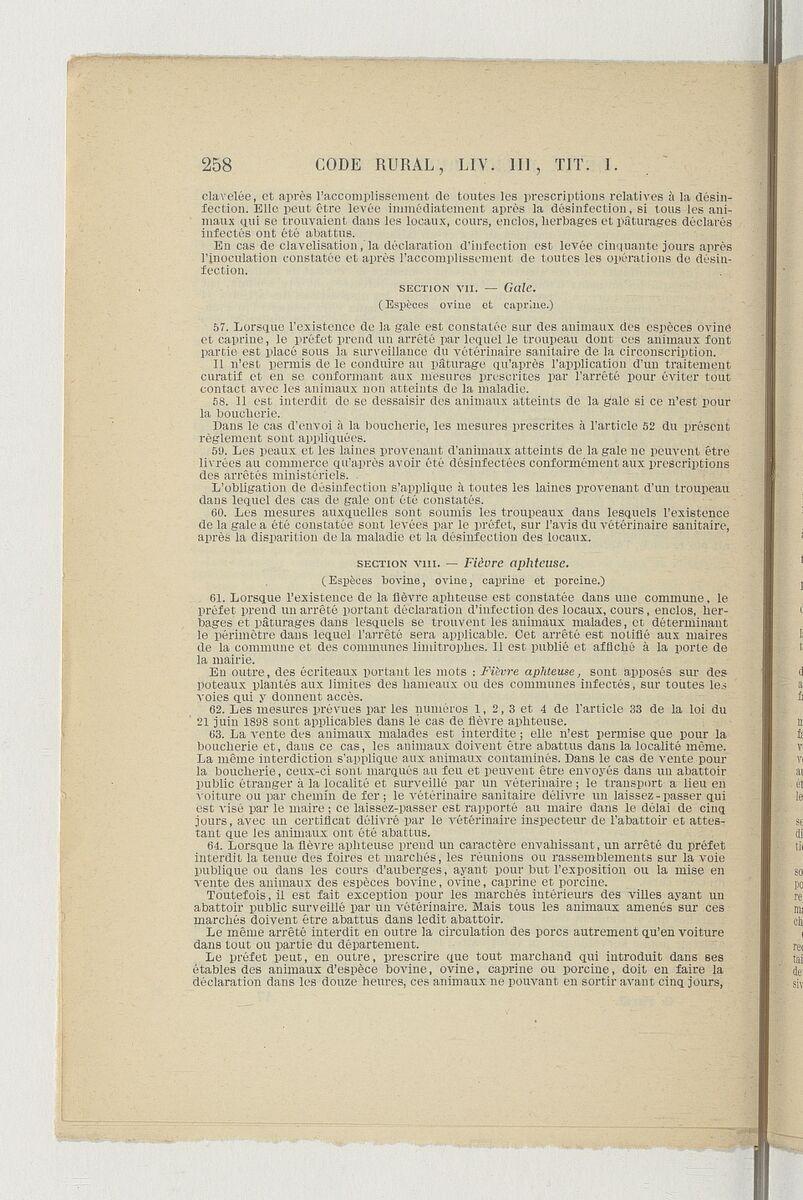 258 CODE RURAL, LIV. III, TIT. I.
clavelée, et après l'accomplissement de toutes les prescriptions relatives à la désin-
fection. Elle peut être levée immédiatement après la désinfection, si tous les ani-
maux qui se trouvaient dans les locaux, cours, enclos, herbages et pâturages déclarés
infectés ont été abattus.
En cas de clavelisation, la déclaration d'infection est levée cinquante jours après
l'inoculation constatée et après l'accomplissement de toutes les opérations de désin-
fection.
SECTION VII. — Gale.
(Espèces ovine et caprine.)
57. Lorsque l'existence de la gale est constatée sur des animaux des espèces ovine
et caprine, le préfet prend un arrêté par lequel le troupeau dont ces animaux font
partie est placé sous la surveillance du vétérinaire sanitaire de la circonscription.
Il n'est permis de le conduire au pâturage qu'après l'application d'un traitement
curatif et en se conformant aux mesures prescrites par l'arrêté pour éviter tout
contact avec les animaux non atteints de la maladie.
58. Il est interdit de se dessaisir des animaux atteints de la gale si ce n'est pour
la boucherie.
Dans le cas d'envoi à la boucherie, les mesures prescrites à l'article 52 du présent
règlement sont appliquées.
59. Les peaux et les laines provenant d'animaux atteints de la gale ne peuvent être
livrées au commerce qu'après avoir été désinfectées conformément aux prescriptions
des arrêtés ministériels.
L'obligation de désinfection s'applique à toutes les laines provenant d'un troupeau
dans lequel des cas de gale ont été constatés.
60. Les mesures auxquelles sont soumis les troupeaux dans lesquels l'existence
de la gale a été constatée sont levées par le préfet, sur l'avis du vétérinaire sanitaire,
après la disparition de la maladie et la désinfection des locaux.
SECTION VIII. — Fièvre aphteuse.
(Espèces bovine, ovine, caprine et porcine.)
61. Lorsque l'existence de la fièvre aphteuse est constatée dans une commune, le
préfet prend un arrêté portant déclaration d'infection des locaux, cours, enclos, her-
bages et pâturages dans lesquels se trouvent les animaux malades, et déterminant
le périmètre dans lequel l'arrêté sera applicable. Cet arrêté est notifié aux maires
de la commune et des communes limitrophes. Il est publié et affiché à la porte de
la mairie.
En outre, des écriteaux portant les mots : Fièvre aphteuse, sont apposés sur des
poteaux plantés aux limites des hameaux ou des communes infectés, sur toutes les
voies qui y donnent accès.
62. Les mesures prévues par les numéros 1, 2, 3 et 4 de l'article 33 de la loi du
21 juin 1898 sont applicables dans le cas de fièvre aphteuse.
63. La vente des animaux malades est interdite ; elle n'est permise que pour la
boucherie et, dans ce cas, les animaux doivent être abattus dans la localité même.
La même interdiction s'applique aux animaux contaminés. Dans le cas de vente pour
la boucherie, ceux-ci sont marqués au feu et peuvent être envoyés dans un abattoir
public étranger à la localité et surveillé par un vétérinaire ; le transport a lieu en
voiture ou par chemin de fer ; le vétérinaire sanitaire délivre un laissez-passer qui
est visé par le maire ; ce laissez-passer est rapporté au maire dans le délai de cinq
jours, avec un certificat délivré par le vétérinaire inspecteur de l'abattoir et attes-
tant que les animaux ont été abattus.
64. Lorsque la fièvre aphteuse prend un caractère envahissant, un arrêté du préfet
interdit la tenue des foires et marchés, les réunions ou rassemblements sur la voie
publique ou dans les cours d'auberges, ayant pour but l'exposition ou la mise en
vente des animaux des espèces bovine, ovine, caprine et porcine.
Toutefois, il est fait exception pour les marchés intérieurs des villes ayant un
abattoir public surveillé par un vétérinaire. Mais tous les animaux amenés sur ces
marchés doivent être abattus dans ledit abattoir.
Le même arrêté interdit en outre la circulation des porcs autrement qu'en voiture
dans tout ou partie du département.
Le préfet peut, en outre, prescrire que tout marchand qui introduit dans ses
étables des animaux d'espèce bovine, ovine, caprine ou porcine, doit en faire la
déclaration dans les douze heures, ces animaux ne pouvant en sortir avant cinq jours,